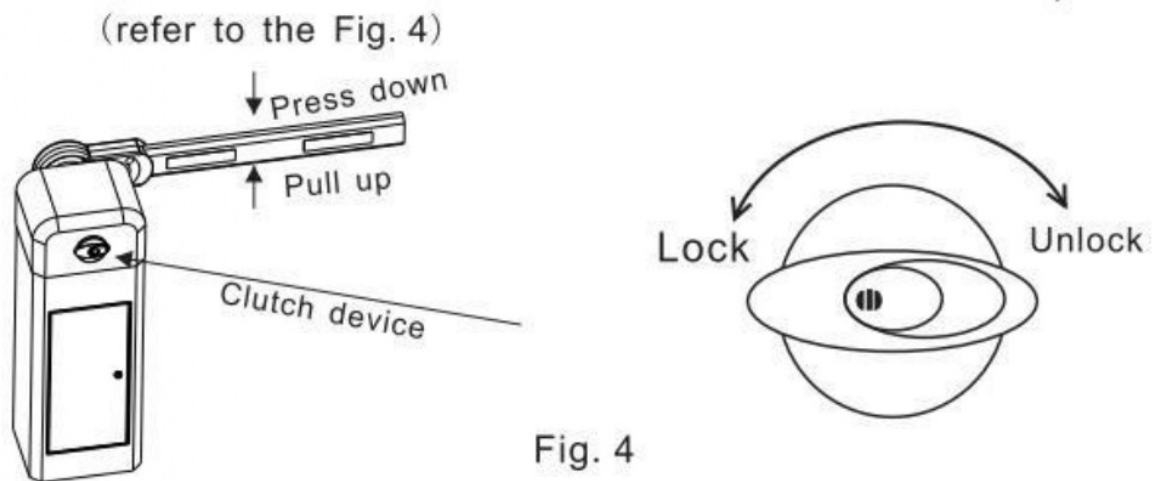 (refer to the Fig. 4)
Press down
Pull up
Clutch device
Lock
Unlock
Fig. 4